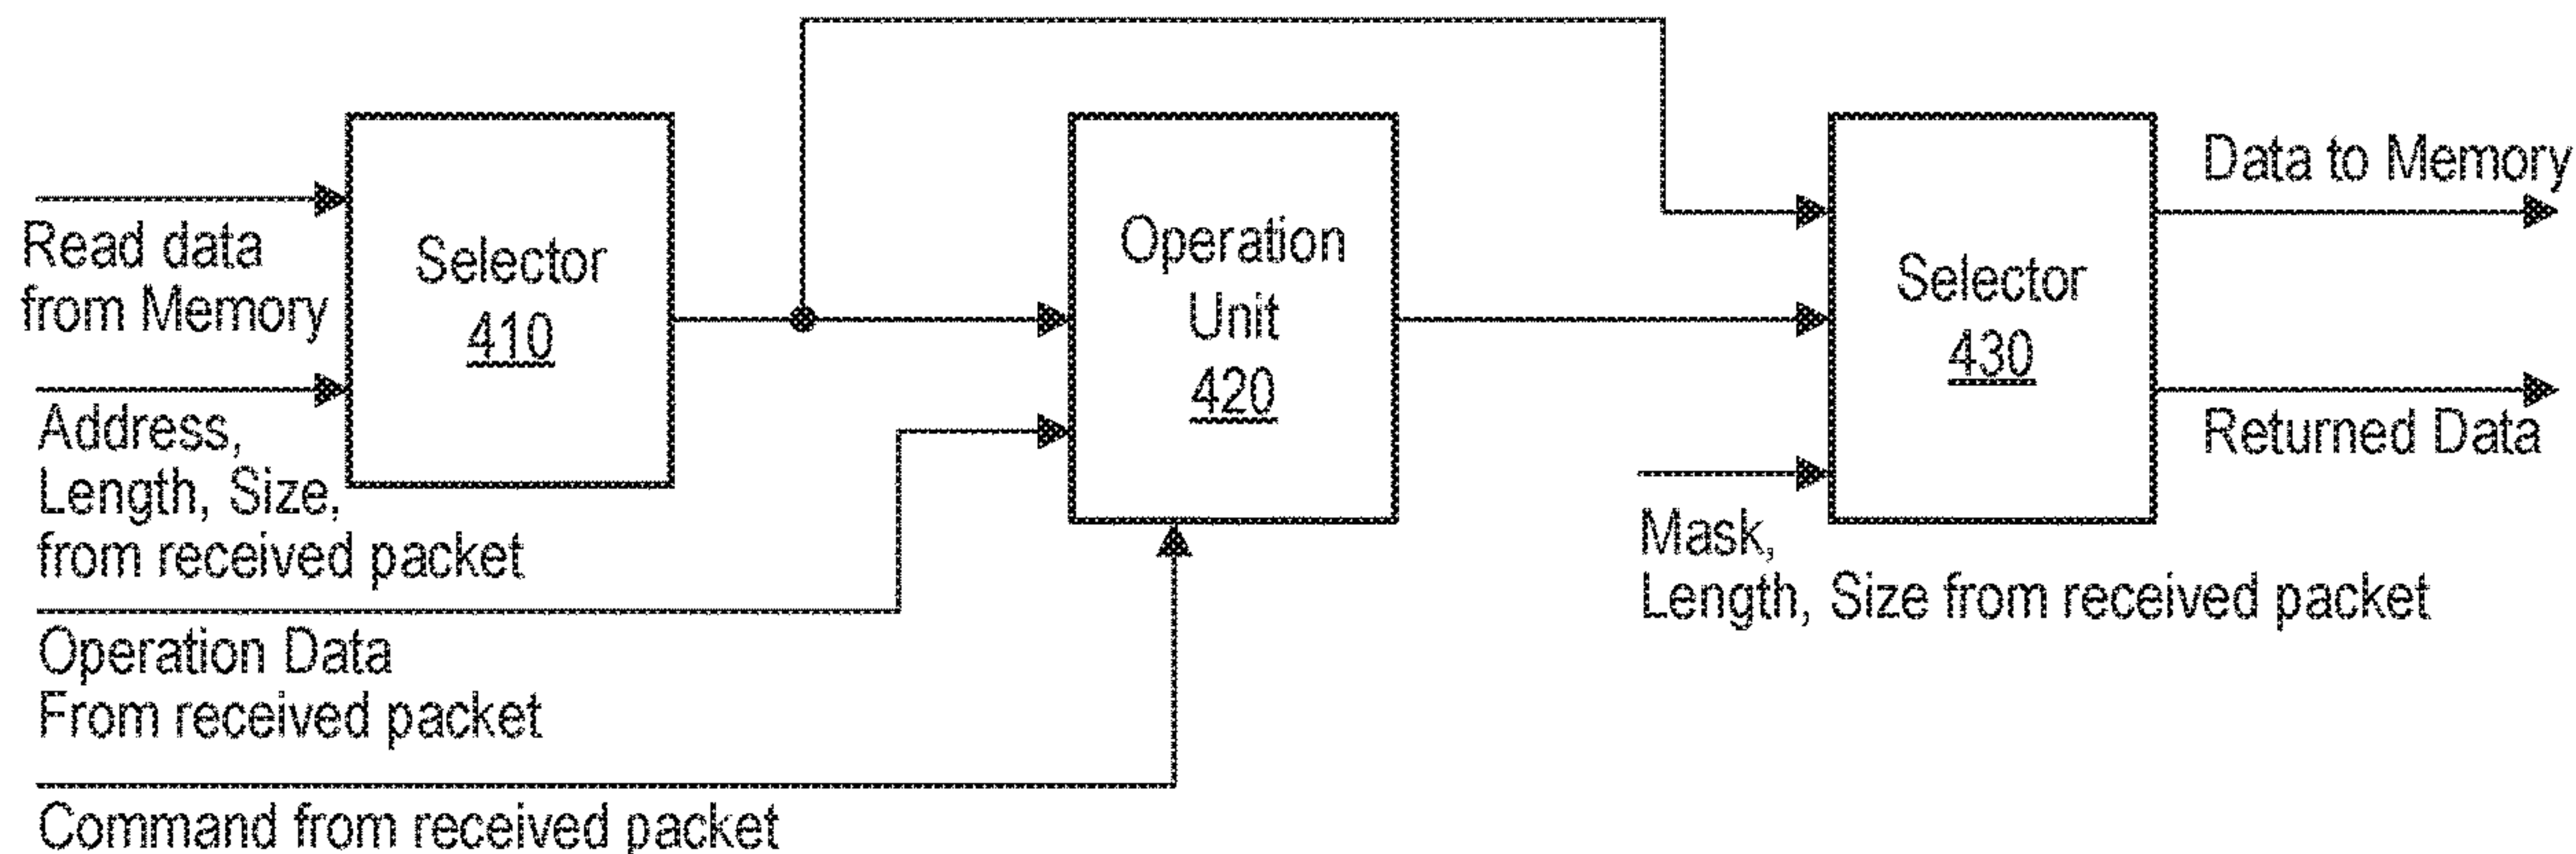 Read data
from Memory
Address,
Length, Size,
from received packet
Operation Data
From received packet
Command from received packet
Selector
410
Operation
Unit
420
Mask,
Length, Size from received packet
Selector
430
Data to Memory
Returned Data